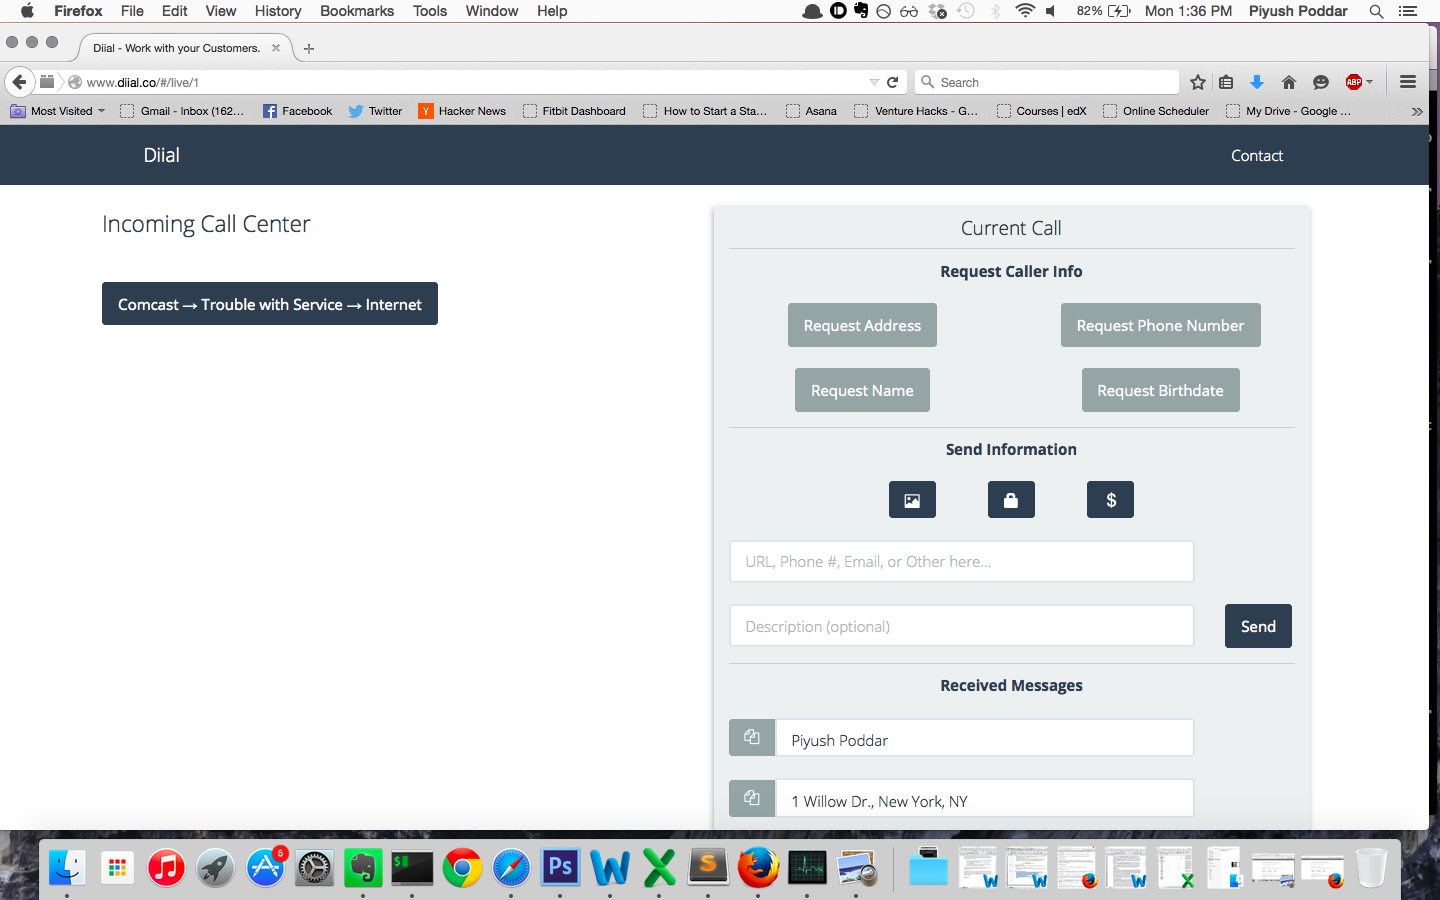 Firefox File Edit View History Bookmarks Tools Window Help 82% Mon 1:36 PM Piyush Poddar
Diial - Work with your Customers.
www.diial.co/#/live/1 Search ABP
Most Visited Gmail - Inbox (162... Facebook Twitter Y Hacker News Fitbit Dashboard How to Start a Sta... Asana Venture Hacks - G... Courses | edX Online Scheduler My Drive - Google ...
Diial Contact
Incoming Call Center
Comcast → Trouble with Service → Internet
Current Call
Request Caller Info
Request Address Request Phone Number
Request Name Request Birthdate
Send Information
$
URL, Phone #, Email, or Other here...
Description (optional) Send
Received Messages
Piyush Poddar
1 Willow Dr., New York, NY
5
$ Ps W X S W W X